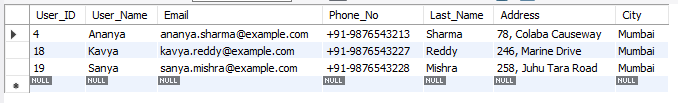 User_ID User_Name Email Phone_No Last_Name Address City
4 Ananya ananya.sharma@example.com +91-9876543213 Sharma 78, Colaba Causeway Mumbai
18 Kavya kavya.reddy@example.com +91-9876543227 Reddy 246, Marine Drive Mumbai
19 Sanya sanya.mishra@example.com +91-9876543228 Mishra 258, Juhu Tara Road Mumbai
NULL NULL NULL NULL NULL NULL NULL